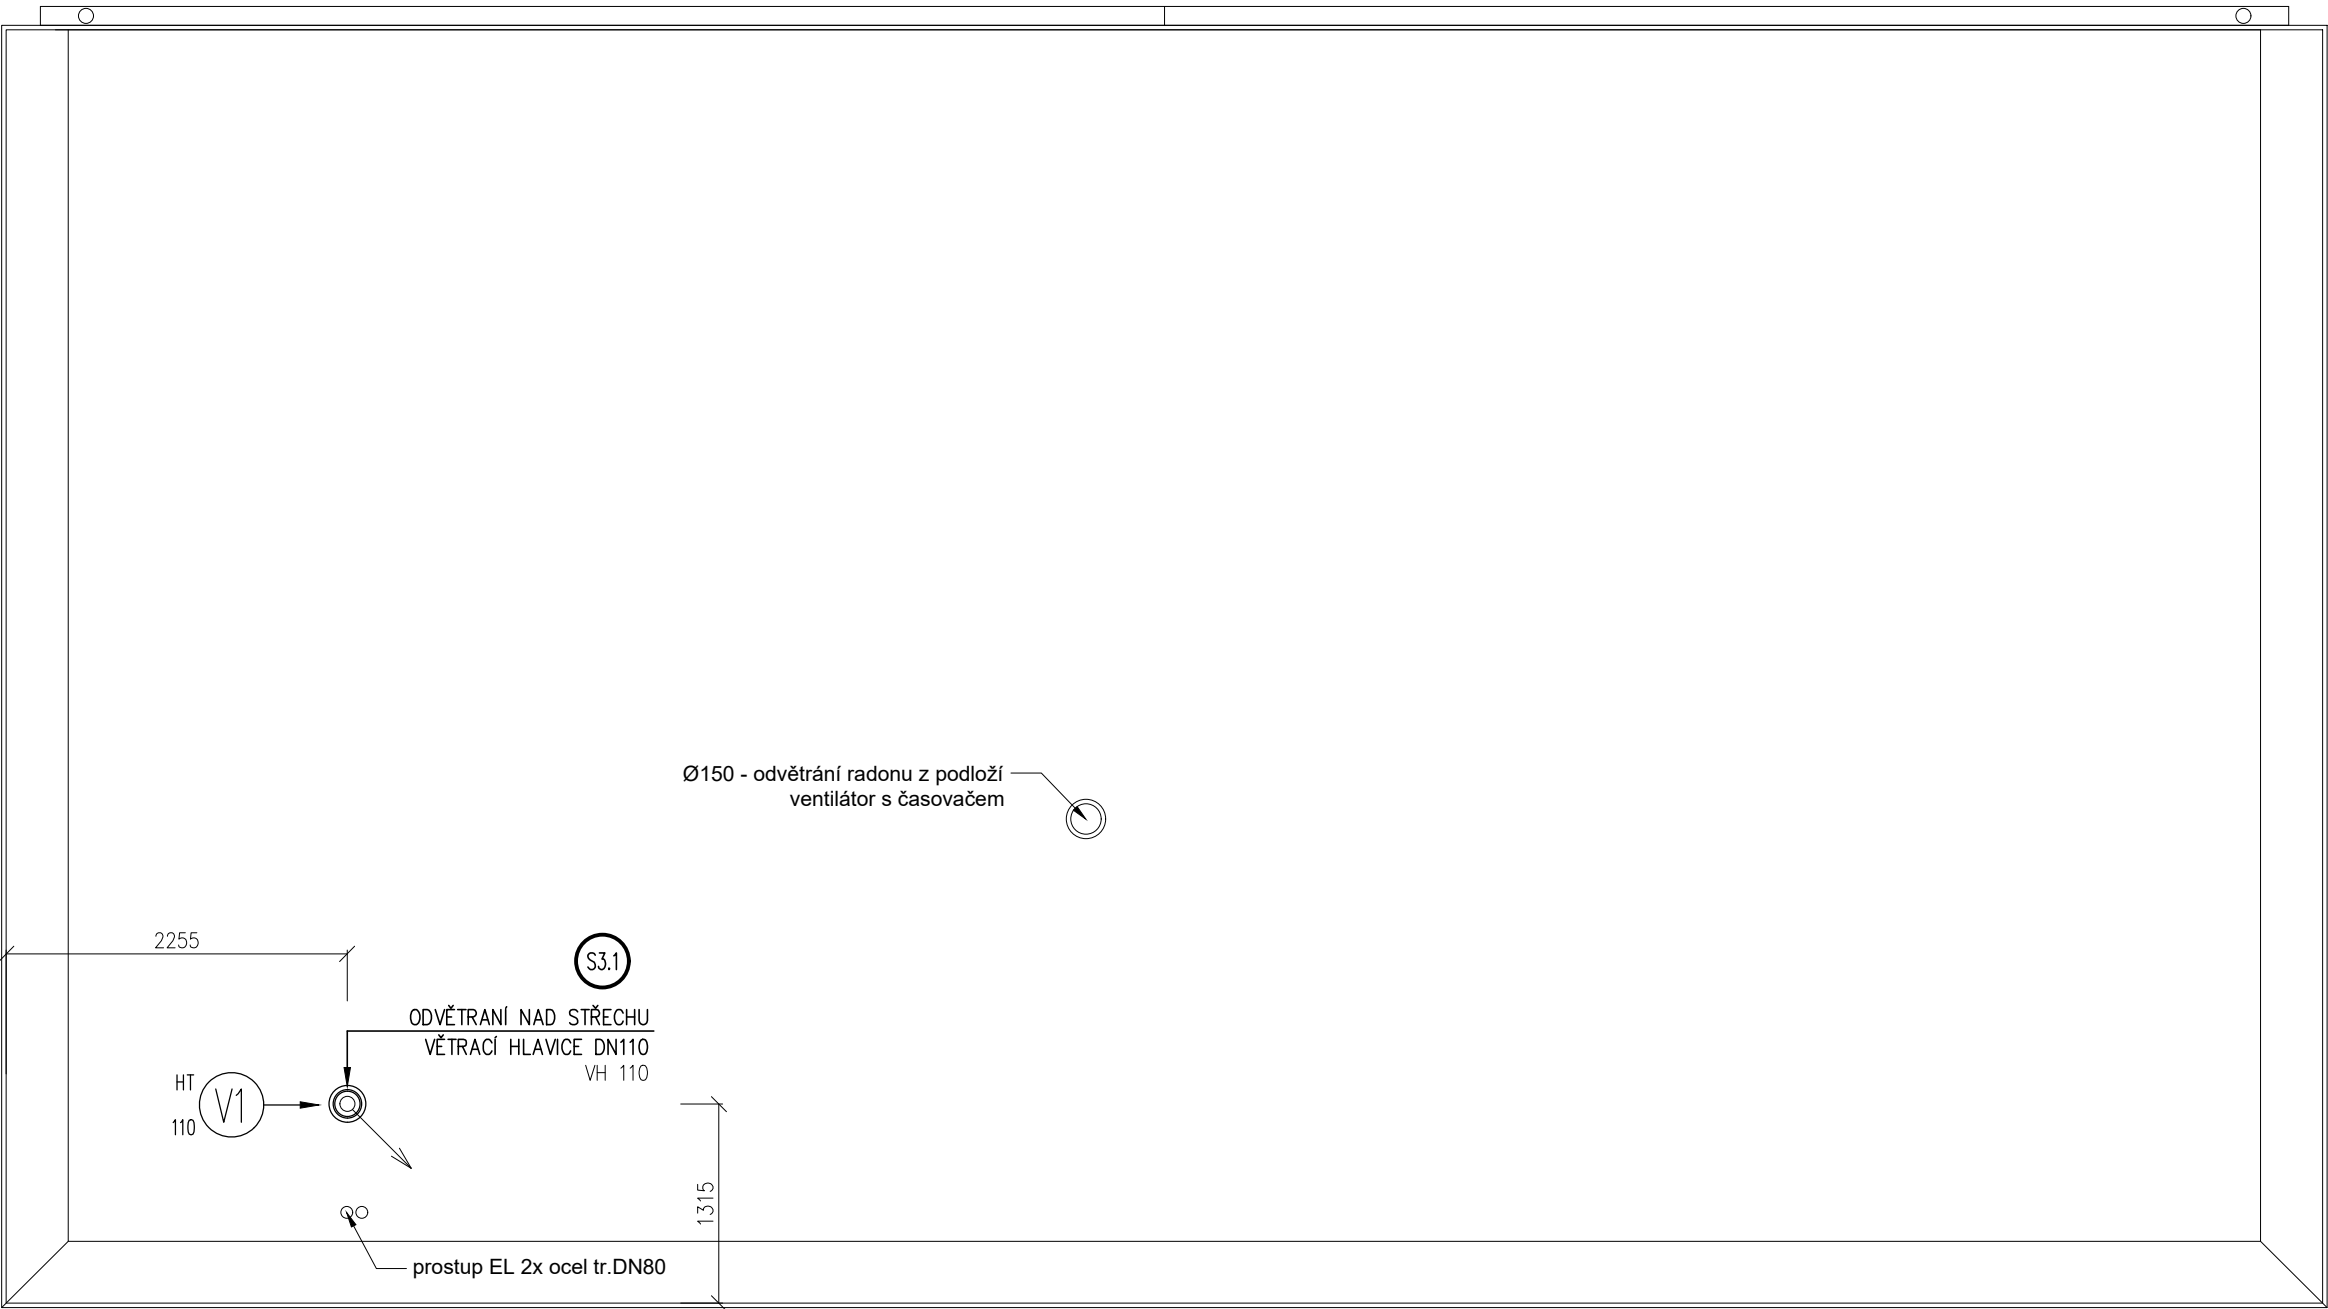 Ø150 - odvětrání radonu z podloží
ventilátor s časovačem
2255
S3.1
ODVĚTRANÍ NAD STŘECHU
VĚTRACÍ HLAVICE DN110
VH 110
HT
V1
110
1315
prostup EL 2x ocel tr.DN80